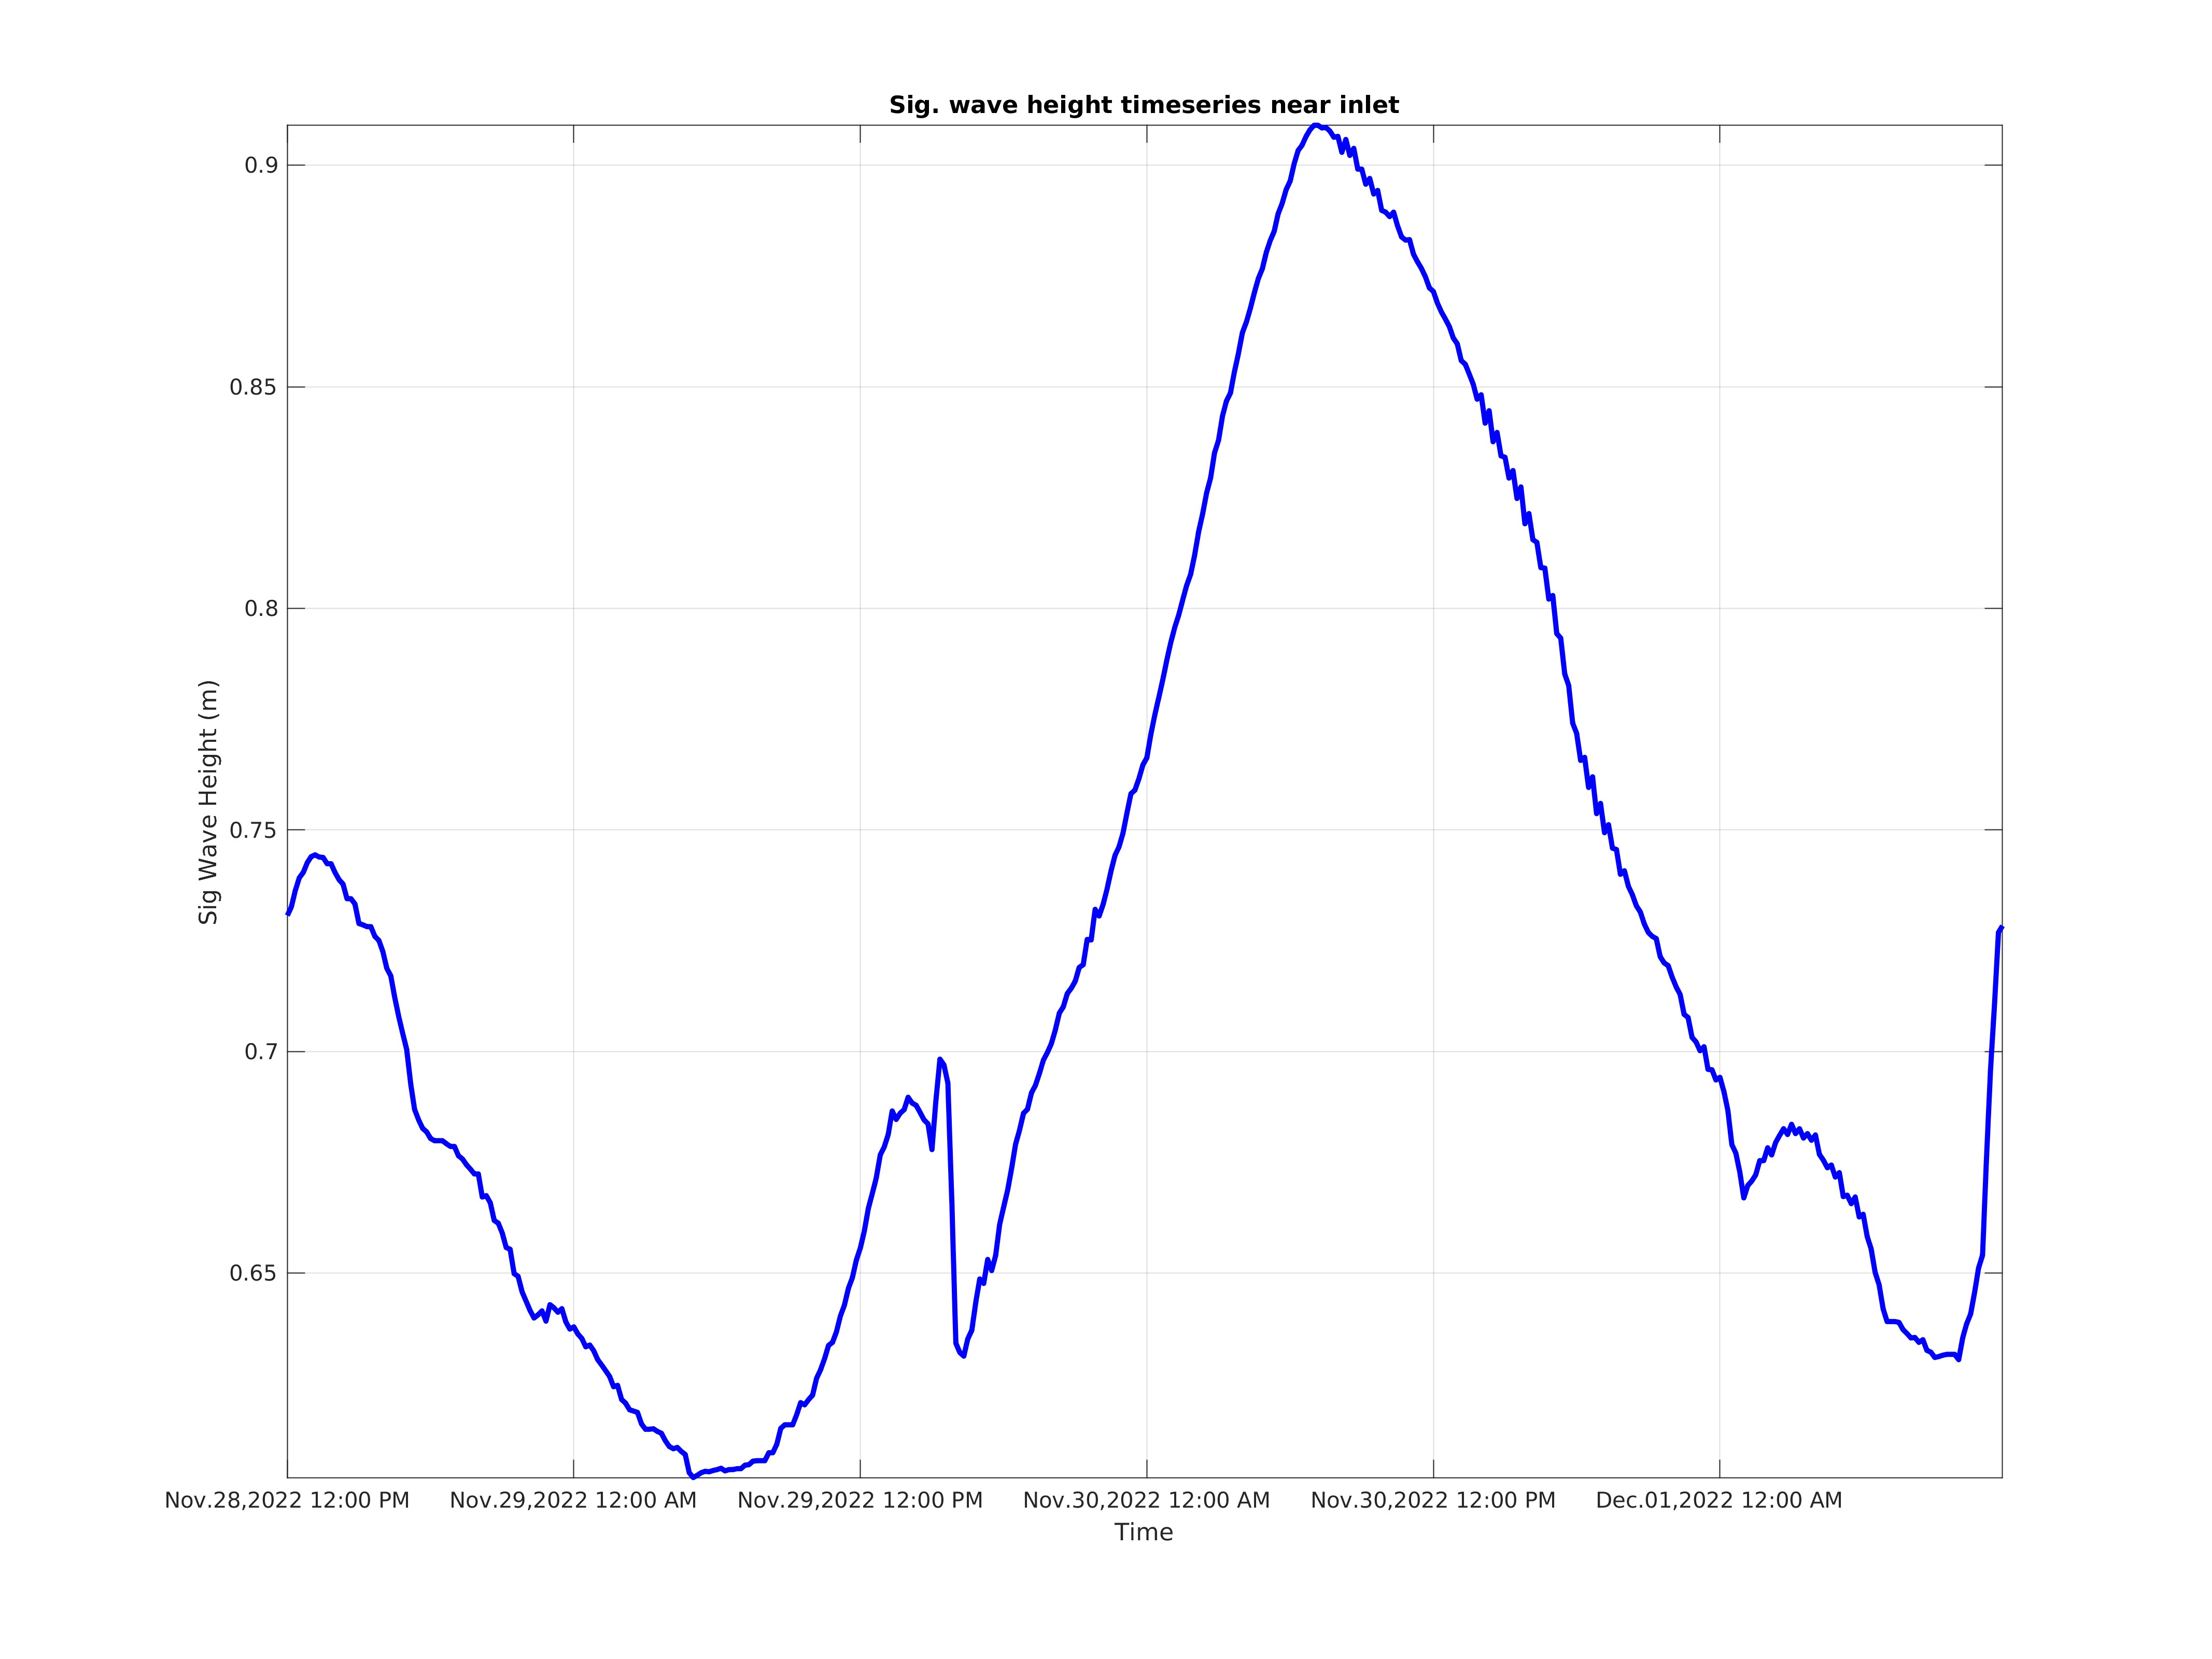 Sig. wave height timeseries near inlet
0.9
0.85
0.8
0.75
0.7
0.65
Sig Wave Height (m)
Nov.28,2022 12:00 PM
Nov.29,2022 12:00 AM
Nov.29,2022 12:00 PM
Nov.30,2022 12:00 AM
Nov.30,2022 12:00 PM
Dec.01,2022 12:00 AM
Time